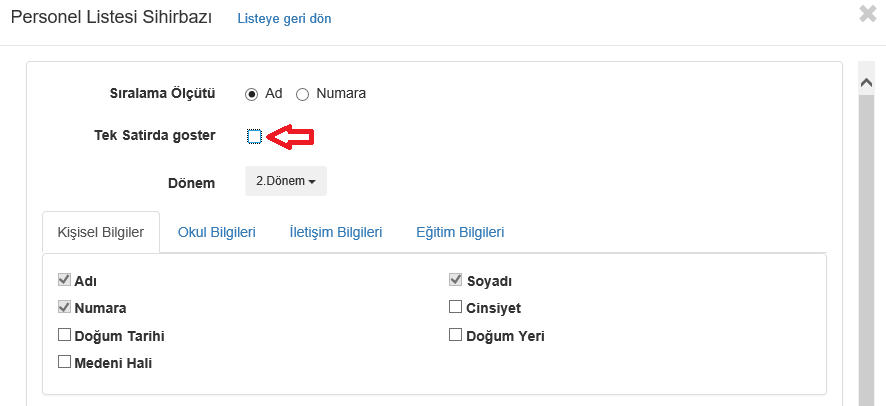 Personel Listesi Sihirbazı Listeye geri dön
Sıralama Ölçütü Ad Numara
Tek Satirda goster
Dönem 2.Dönem
Kişisel Bilgiler Okul Bilgileri İletişim Bilgileri Eğitim Bilgileri
Adı Soyadı
Numara Cinsiyet
Doğum Tarihi Doğum Yeri
Medeni Hali